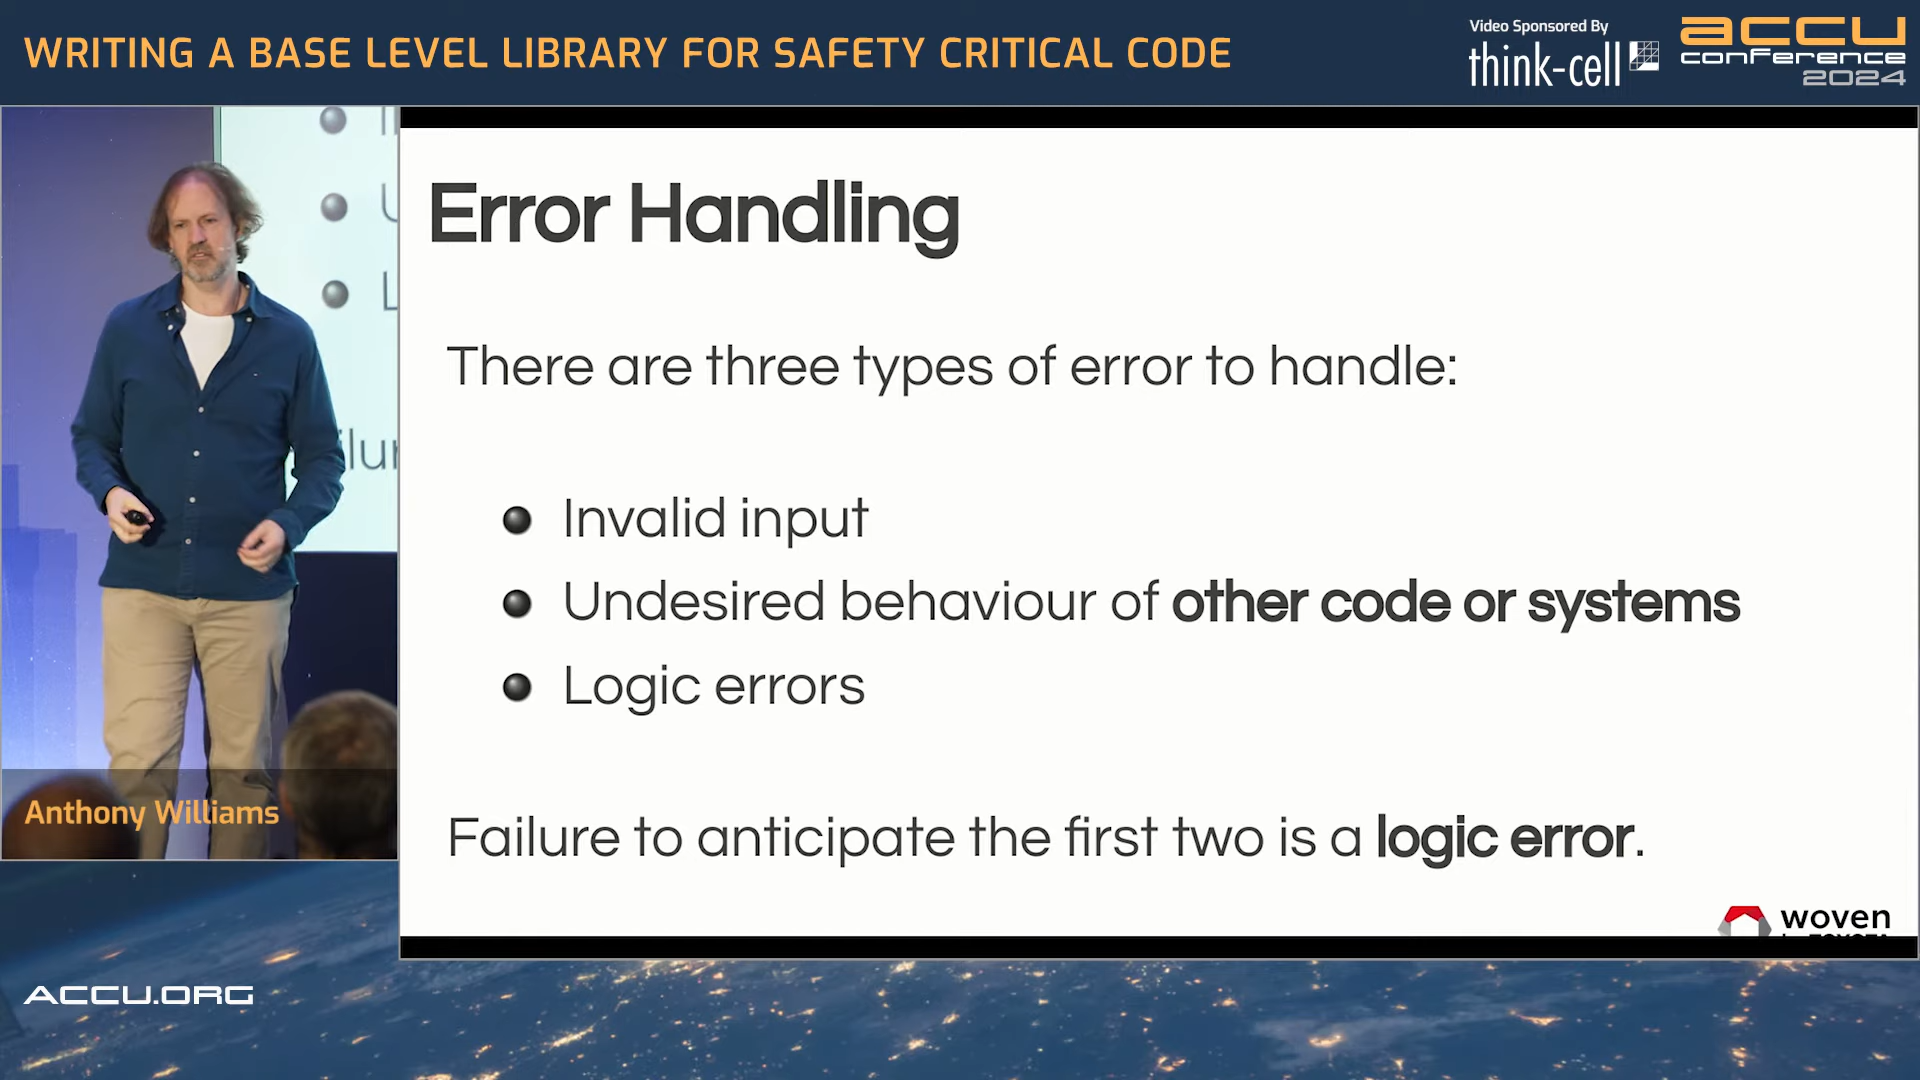 WRITING A BASE LEVEL LIBRARY FOR SAFETY CRITICAL CODE
Video Sponsored By
think-cell
accu
conference
2024
Error Handling
There are three types of error to handle:
Invalid input
Undesired behaviour of other code or systems
Logic errors
Failure to anticipate the first two is a logic error.
woven
Anthony Williams
ACCU.ORG